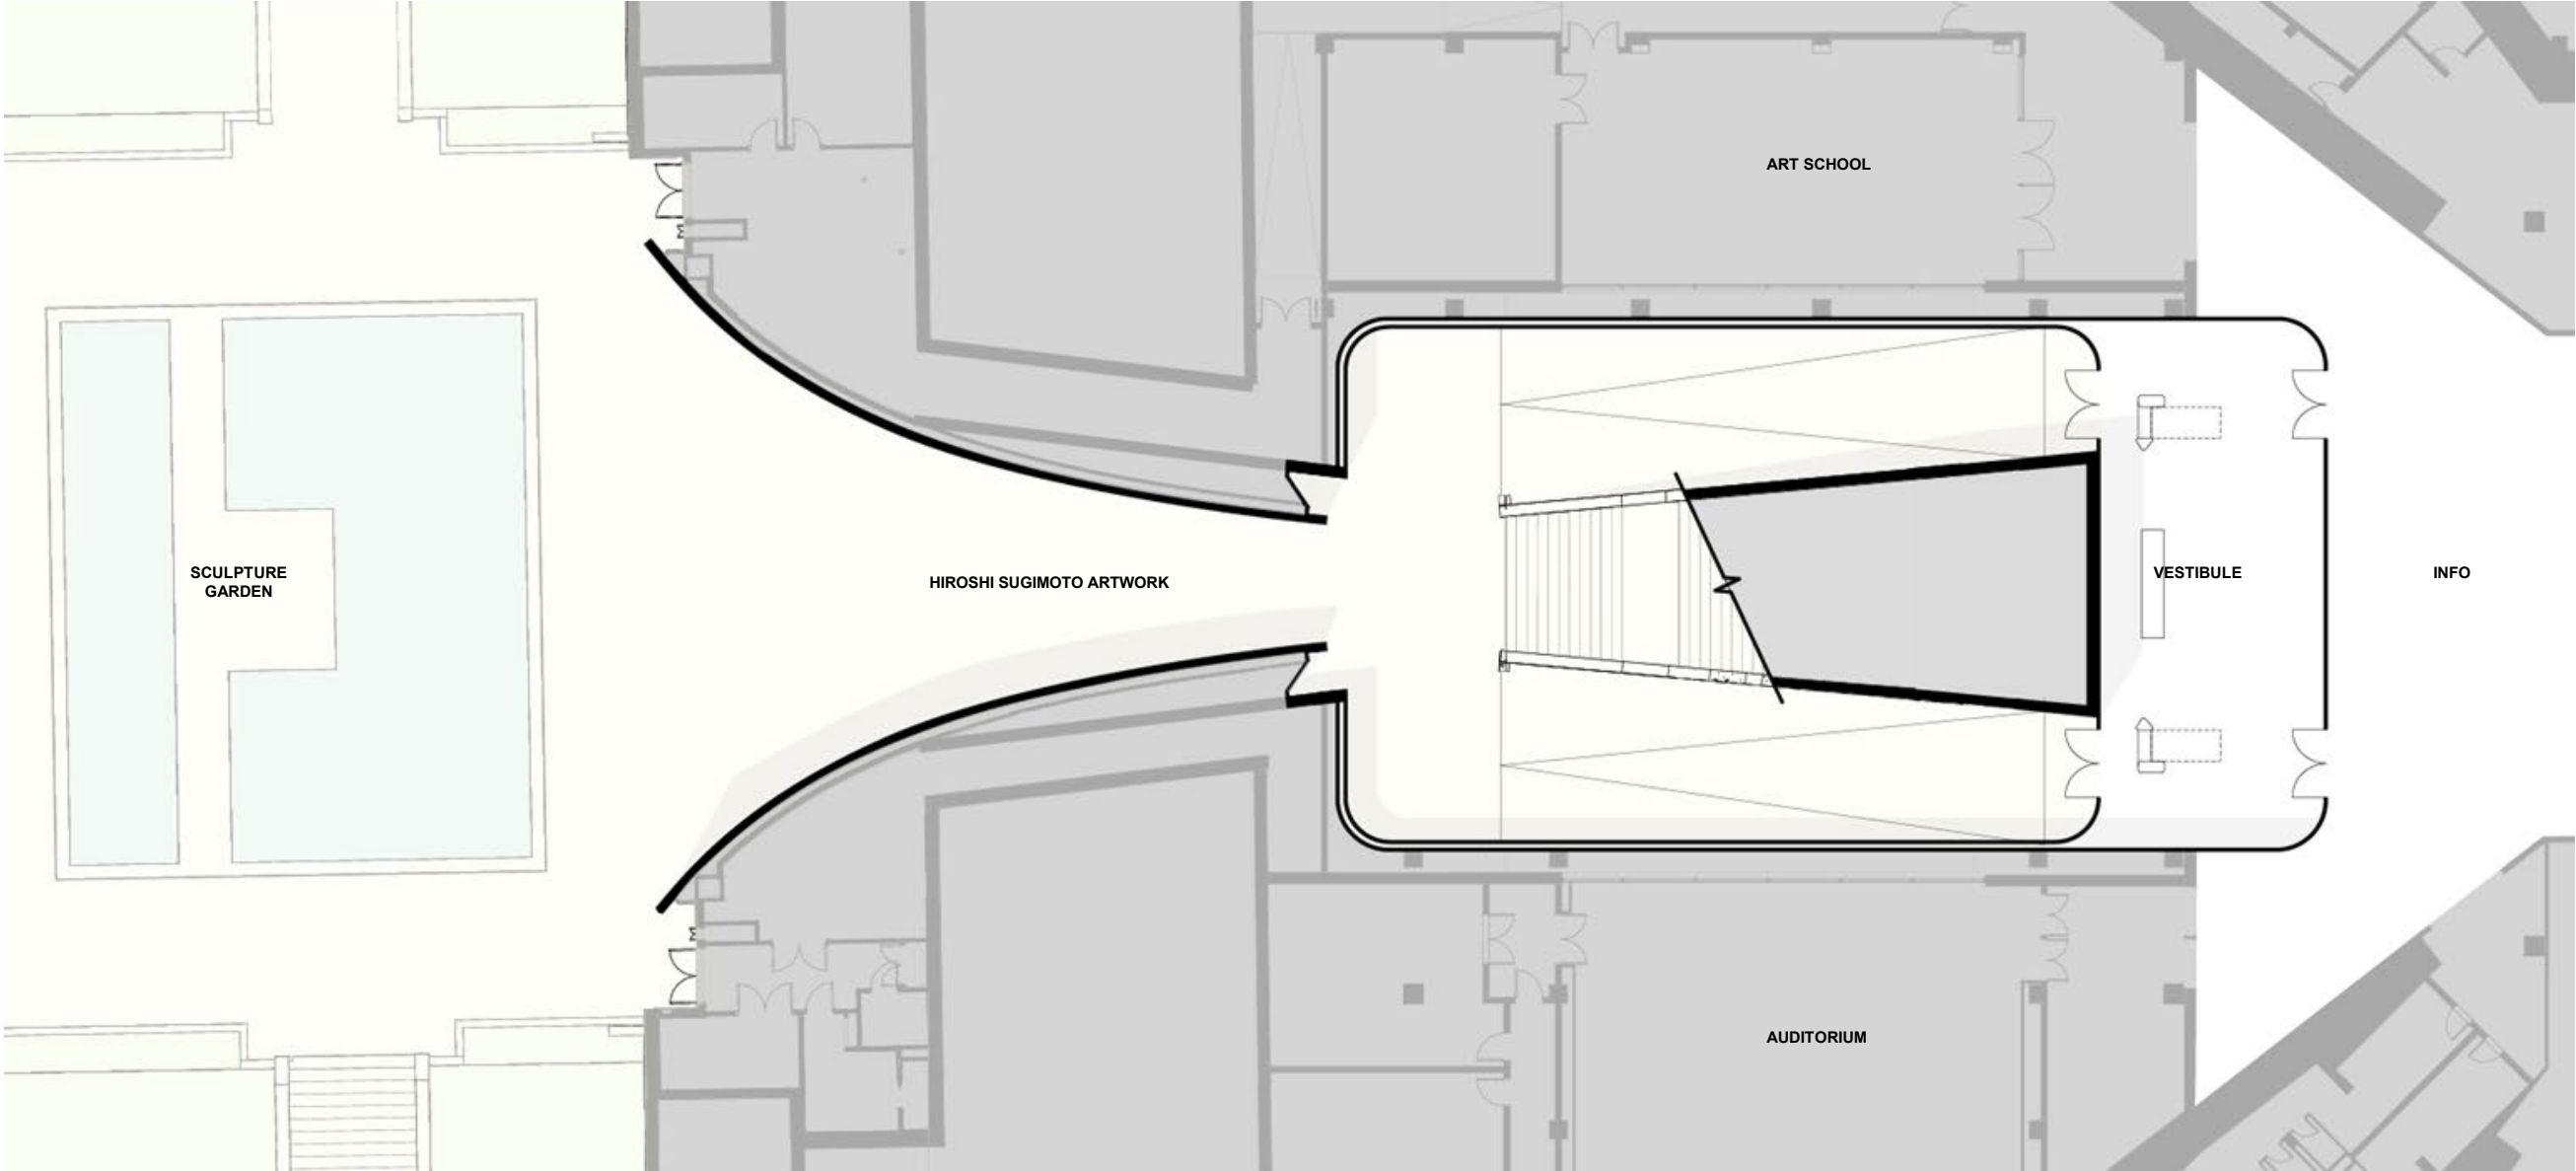 ART SCHOOL
SCULPTURE
GARDEN
HIROSHI SUGIMOTO ARTWORK
VESTIBULE
INFO
AUDITORIUM